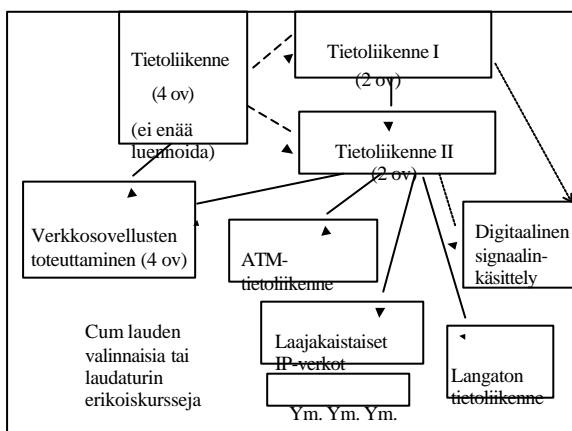 Tietoliikenne
(4 ov)
(ei enää
luennoida)
Tietoliikenne I
(2 ov)
Tietoliikenne II
(2 ov)
Verkkosovellusten
toteuttaminen (4 ov)
ATM-
tietoliikenne
Digitaalinen
signaalin-
käsittely
Laajakaistaiset
IP-verkot
Langaton
tietoliikenne
Cum lauden
valinnaisia tai
laudaturin
erikoiskursseja
Ym. Ym. Ym.